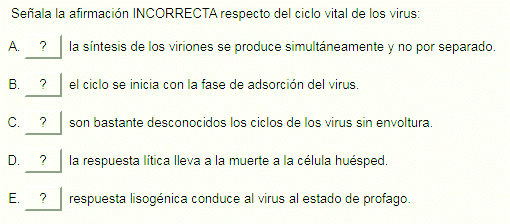 Señala la afirmación INCORRECTA respecto del ciclo vital de los virus:
A. ? la síntesis de los viriones se produce simultáneamente y no por separado.
B. ? el ciclo se inicia con la fase de adsorción del virus.
C. ? son bastante desconocidos los ciclos de los virus sin envoltura.
D. ? la respuesta lítica lleva a la muerte a la célula huésped.
E. ? respuesta lisogénica conduce al virus al estado de profago.